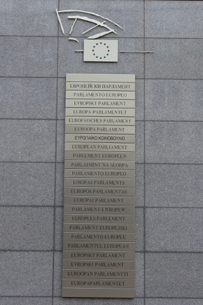 ЕВРОПЕЙСКИ ПАРЛАМЕНТ
PARLAMENTO EUROPEO
EVROPSKÝ PARLAMENT
EUROPA-PARLAMENTET
EUROPÄISCHES PARLAMENT
EUROOPA PARLAMENT
ΕΥΡΩΠΑΪΚΟ ΚΟΙΝΟΒΟΥΛΙΟ
EUROPEAN PARLIAMENT
PARLEMENT EUROPÉEN
PARLAIMINT NA hEORPA
PARLAMENTO EUROPEO
EIROPAS PARLAMENTS
EUROPOS PARLAMENTAS
EURÓPAI PARLAMENT
PARLAMENT EWROPEW
EUROPEES PARLEMENT
PARLAMENT EUROPEJSKI
PARLAMENTO EUROPEU
PARLAMENTUL EUROPEAN
EURÓPSKY PARLAMENT
EVROPSKI PARLAMENT
EUROOPAN PARLAMENTTI
EUROPAPARLAMENTET